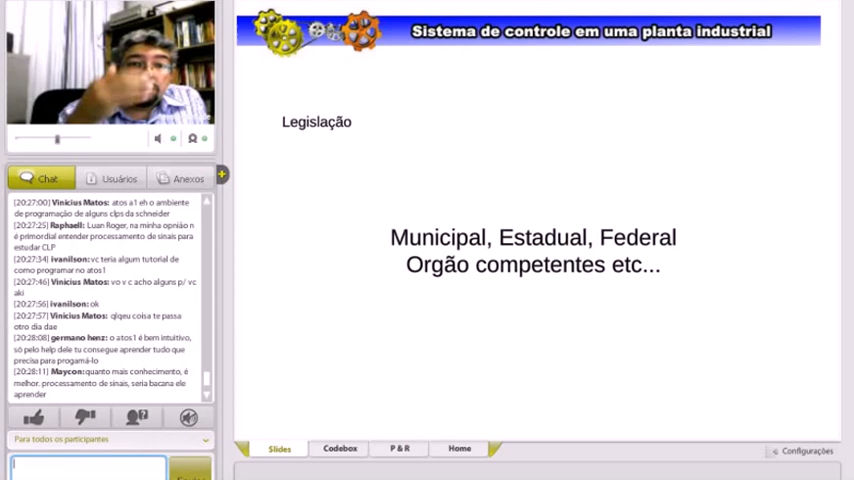 Sistema de controle em uma planta industrial
Legislação
Municipal, Estadual, Federal
Orgão competentes etc...
Chat
Usuários
Anexos
[20:27:00] Vinicius Matos: atos a1 eh o ambiente
de programação de alguns clps da schneider
[20:27:25] Raphaell: Luan Roger, na minha opnião n
é primordial entender processamento de sinais para
estudar CLP
[20:27:34] ivanilson: vc teria algum tutorial de
como programar no atos1
[20:27:46] Vinicius Matos: vo v c acho alguns p/ vc
aki
[20:27:56] ivanilson: ok
[20:27:57] Vinicius Matos: qlqeu coisa te passa
otro dia dae
[20:28:08] germano henz: o atos1 é bem intuitivo,
só pelo help dele tu consegue aprender tudo que
precisa para progamá-lo
[20:28:11] Maycon: quanto mais conhecimento, é
melhor. processamento de sinais, seria bacana ele
aprender
Para todos os participantes
Slides
Codebox
P & R
Home
Configurações